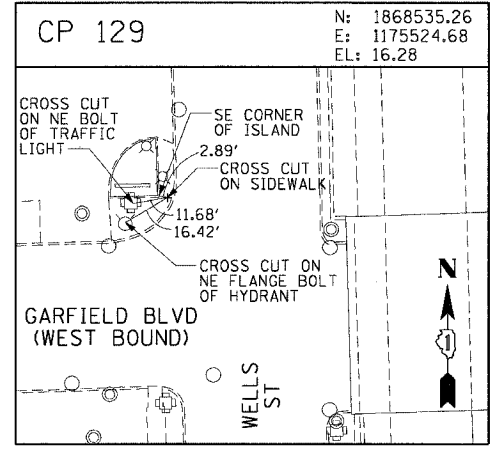 CP 129
N: 1868535.26
E: 1175524.68
EL: 16.28
CROSS CUT
ON NE BOLT
OF TRAFFIC
LIGHT
SE CORNER
OF ISLAND
2.89'
CROSS CUT
ON SIDEWALK
11.68'
16.42'
CROSS CUT ON
NE FLANGE BOLT
OF HYDRANT
GARFIELD BLVD
(WEST BOUND)
WELLS
ST
N
1